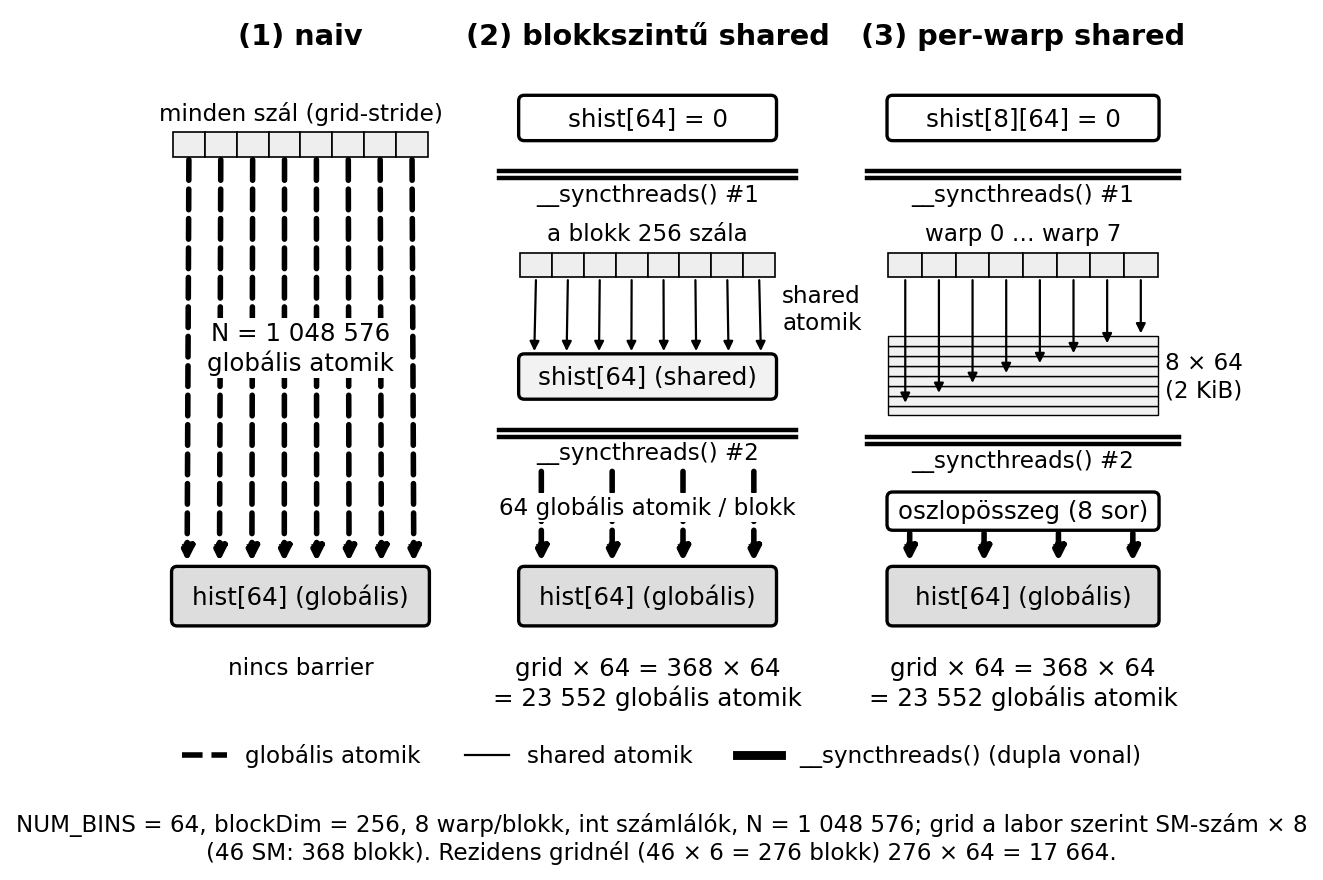 (1) naiv
minden szál (grid-stride)
N = 1 048 576
globális atomik
hist[64] (globális)
nincs barrier
(2) blokkszintű shared
shist[64] = 0
__syncthreads() #1
a blokk 256 szála
shared
atomik
shist[64] (shared)
__syncthreads() #2
64 globális atomik / blokk
hist[64] (globális)
grid × 64 = 368 × 64
= 23 552 globális atomik
(3) per-warp shared
shist[8][64] = 0
__syncthreads() #1
warp 0 ... warp 7
8 × 64
(2 KiB)
__syncthreads() #2
oszlopösszeg (8 sor)
hist[64] (globális)
grid × 64 = 368 × 64
= 23 552 globális atomik
globális atomik
shared atomik
__syncthreads() (dupla vonal)
NUM_BINS = 64, blockDim = 256, 8 warp/blokk, int számlálók, N = 1 048 576; grid a labor szerint SM-szám × 8
(46 SM: 368 blokk). Rezidens gridnél (46 × 6 = 276 blokk) 276 × 64 = 17 664.